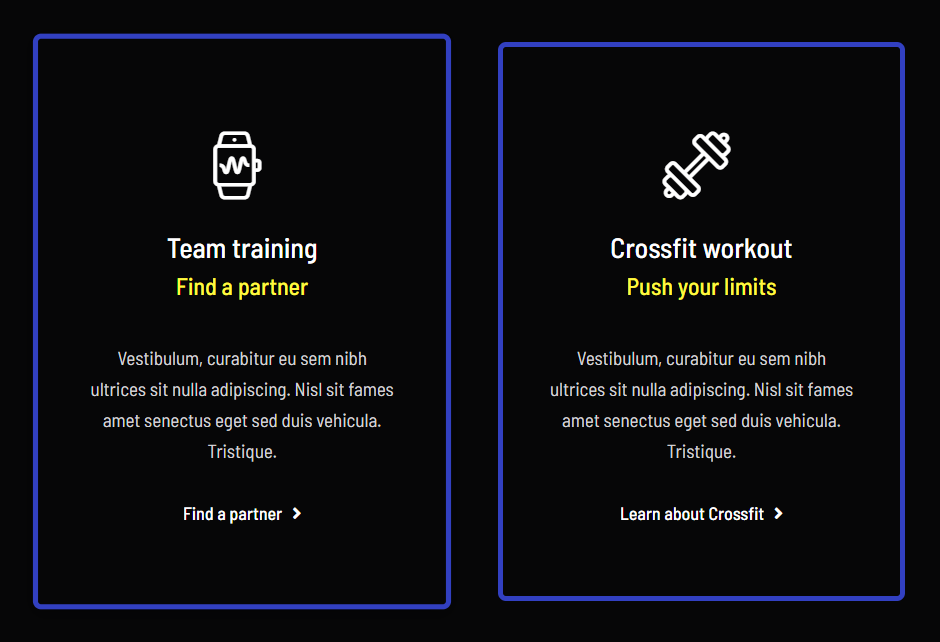 Team training
Find a partner
Vestibulum, curabitur eu sem nibh
ultrices sit nulla adipiscing. Nisl sit fames
amet senectus eget sed duis vehicula.
Tristique.
Find a partner
Crossfit workout
Push your limits
Vestibulum, curabitur eu sem nibh
ultrices sit nulla adipiscing. Nisl sit fames
amet senectus eget sed duis vehicula.
Tristique.
Learn about Crossfit